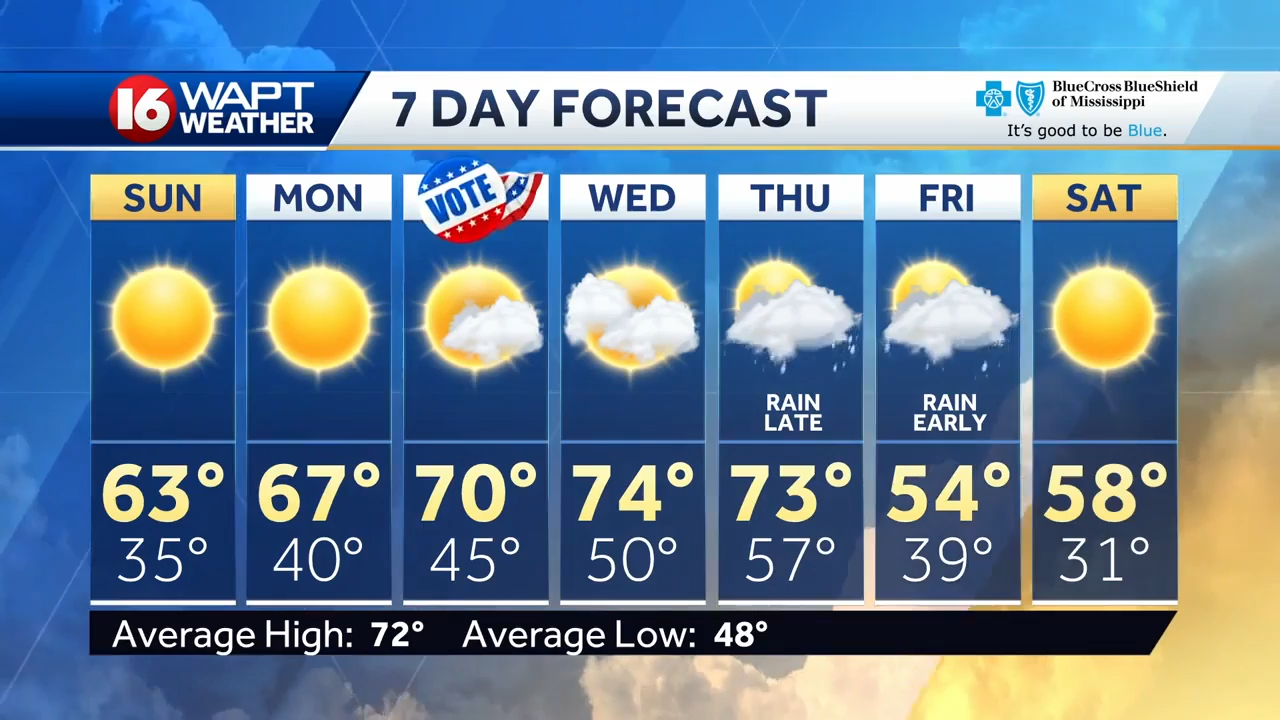 16 WAPT WEATHER
7 DAY FORECAST
BlueCross BlueShield
of Mississippi
It's good to be Blue.
SUN MON VOTE WED THU FRI SAT
RAIN LATE
RAIN EARLY
63° 67° 70° 74° 73° 54° 58°
35° 40° 45° 50° 57° 39° 31°
Average High: 72° Average Low: 48°